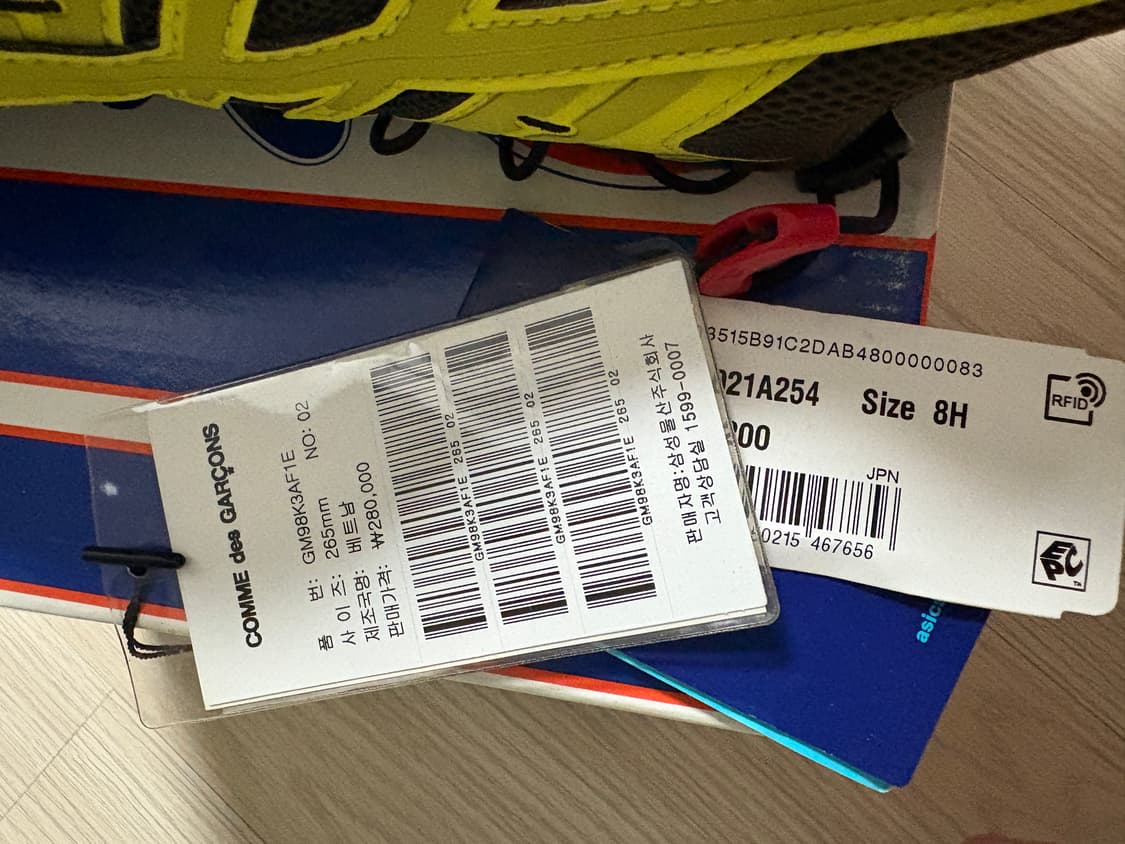 COMME des GARÇONS
품 번: GM98K3AF1E
사 이 즈: 265mm NO: 02
제조국명: 베트남
판매가격: ₩280,000
GM98K3AF1E 265 02
GM98K3AF1E 265 02
GM98K3AF1E 265 02
판매자명:삼성물산주식회사
고객상담실 1599-0007
3515B91C2DAB4800000083
021A254 Size 8H
RFID
00
JPN
0215 467656
EPC
TM
asics